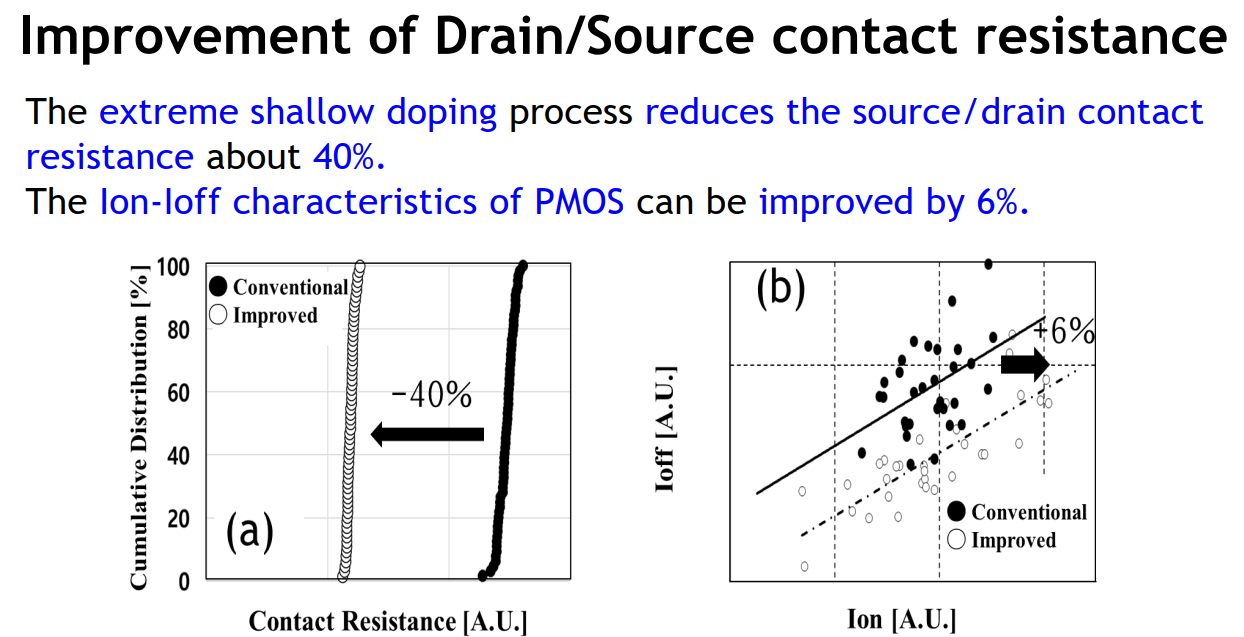 Improvement of Drain/Source contact resistance
The extreme shallow doping process reduces the source/drain contact
resistance about 40%.
The Ion-Ioff characteristics of PMOS can be improved by 6%.
Cumulative Distribution [%]
100
80
60
40
20
0
Conventional
Improved
-40%
(a)
Contact Resistance [A.U.]
Ioff [A.U.]
(b)
+6%
Conventional
Improved
Ion [A.U.]